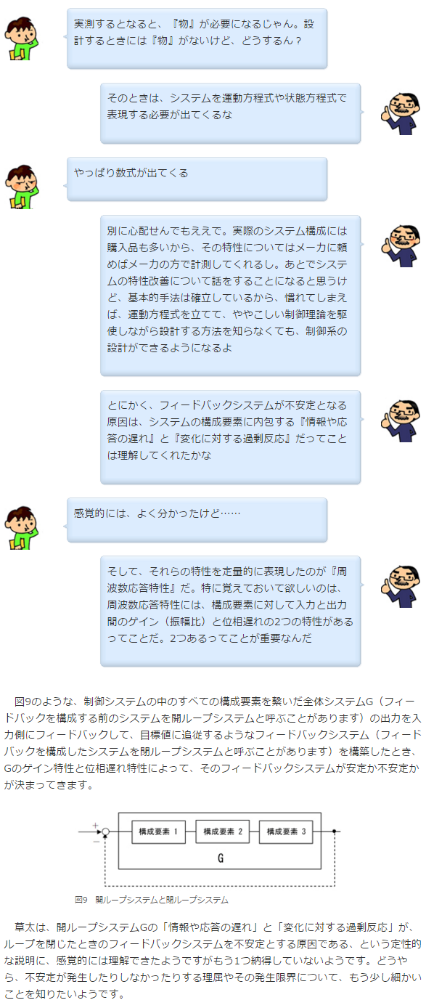 実測するとなると、『物』が必要になるじゃん。設
計するときには『物』がないけど、どうするん？
そのときは、システムを運動方程式や状態方程式で
表現する必要が出てくるな
やっぱり数式が出てくる
別に心配せんでもええで。実際のシステム構成には
購入品も多いから、その特性についてはメーカに頼
めばメーカの方で計測してくれるし。あとでシステ
ムの特性改善について話をすることになると思うけ
ど、基本的手法は確立しているから、慣れてしまえ
ば、運動方程式を立てて、ややこしい制御理論を駆
使しながら設計する方法を知らなくても、制御系の
設計ができるようになるよ
とにかく、フィードバックシステムが不安定となる
原因は、システムの構成要素に内包する『情報や応
答の遅れ』と『変化に対する過剰反応』だってこと
は理解してくれたかな
感覚的には、よく分かったけど……
そして、それらの特性を定量的に表現したのが『周
波数応答特性』だ。特に覚えておいて欲しいのは、
周波数応答特性には、構成要素に対して入力と出力
間のゲイン（振幅比）と位相遅れの2つの特性がある
ってことだ。2つあるってことが重要なんだ
図9のような、制御システムの中のすべての構成要素を繋いだ全体システムG（フィー
ドバックを構成する前のシステムを開ループシステムと呼ぶことがあります）の出力を入
力側にフィードバックして、目標値に追従するようなフィードバックシステム（フィード
バックを構成したシステムを閉ループシステムと呼ぶことがあります）を構築したとき、
Gのゲイン特性と位相遅れ特性によって、そのフィードバックシステムが安定か不安定か
が決まってきます。
+
−
構成要素 1
構成要素 2
構成要素 3
G
図9　開ループシステムと閉ループシステム
草太は、開ループシステムGの「情報や応答の遅れ」と「変化に対する過剰反応」が、
ループを閉じたときのフィードバックシステムを不安定とする原因である、という定性的
な説明に、感覚的には理解できたようですがもう1つ納得していないようです。どうや
ら、不安定が発生したりしなかったりする理屈やその発生限界について、もう少し細かい
ことを知りたいようです。